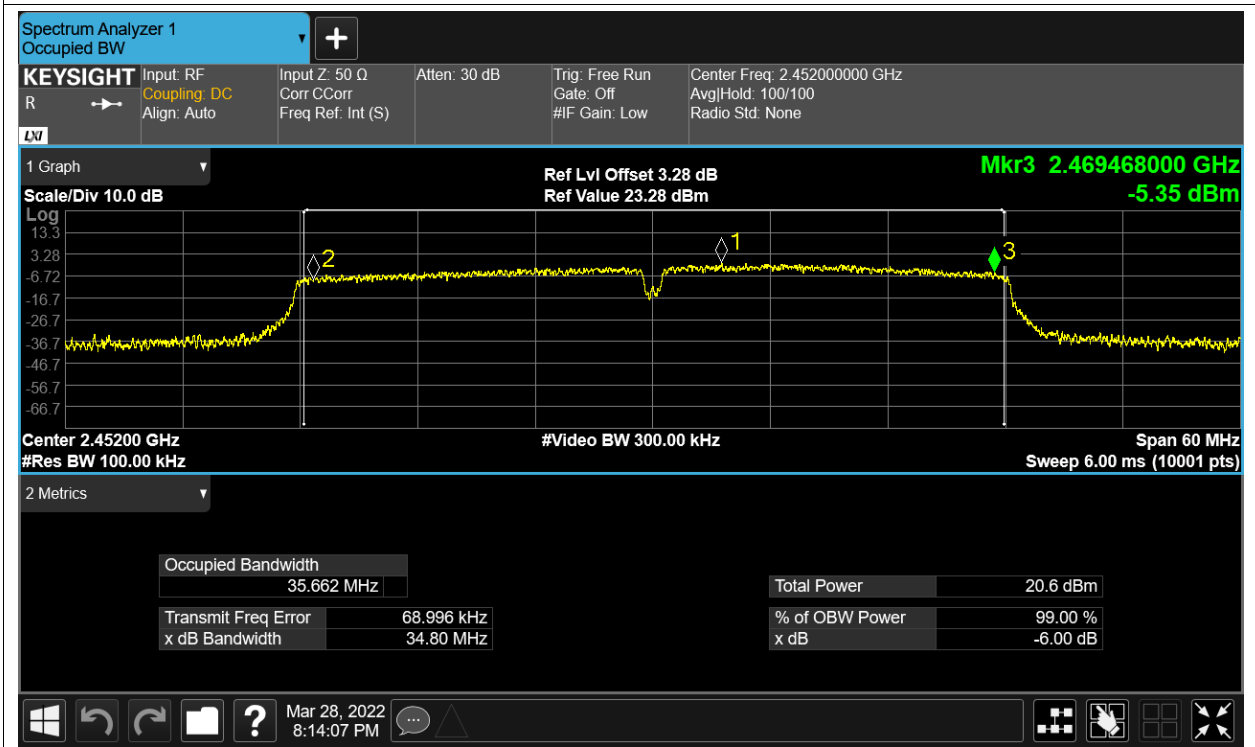 Spectrum Analyzer 1
Occupied BW
KEYSIGHT
R
LXI
Input: RF
Coupling: DC
Align: Auto
Input Z: 50 Ω
Corr CCorr
Freq Ref: Int (S)
Atten: 30 dB
Trig: Free Run
Gate: Off
#IF Gain: Low
Center Freq: 2.452000000 GHz
Avg|Hold: 100/100
Radio Std: None
1 Graph
Scale/Div 10.0 dB
Ref Lvl Offset 3.28 dB
Ref Value 23.28 dBm
Mkr3 2.469468000 GHz
-5.35 dBm
Log
13.3
3.28
-6.72
-16.7
-26.7
-36.7
-46.7
-56.7
-66.7
2
1
3
Center 2.45200 GHz
#Res BW 100.00 kHz
#Video BW 300.00 kHz
Span 60 MHz
Sweep 6.00 ms (10001 pts)
2 Metrics
Occupied Bandwidth
35.662 MHz
Transmit Freq Error 68.996 kHz
x dB Bandwidth 34.80 MHz
Total Power 20.6 dBm
% of OBW Power 99.00 %
x dB -6.00 dB
?
Mar 28, 2022
8:14:07 PM